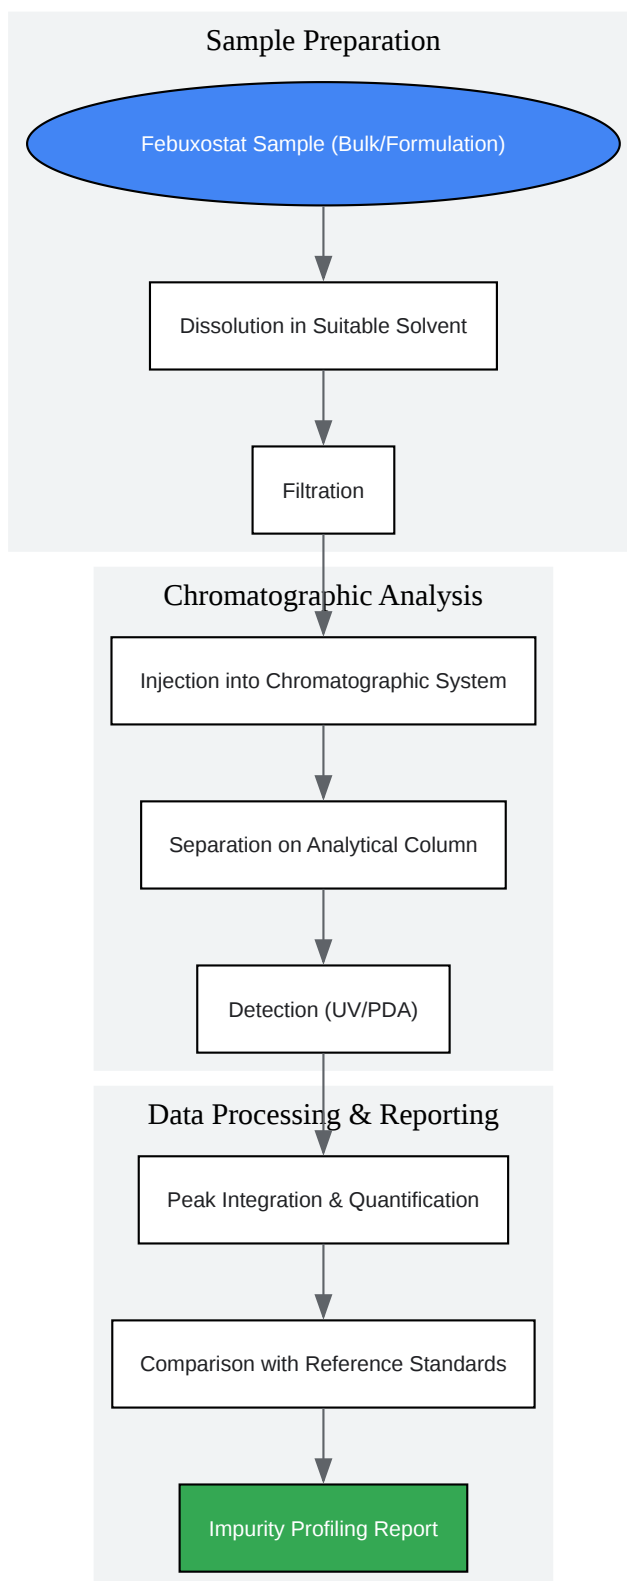 Sample Preparation
Febuxostat Sample (Bulk/Formulation)
Dissolution in Suitable Solvent
Filtration
Chromatographic Analysis
Injection into Chromatographic System
Separation on Analytical Column
Detection (UV/PDA)
Data Processing & Reporting
Peak Integration & Quantification
Comparison with Reference Standards
Impurity Profiling Report